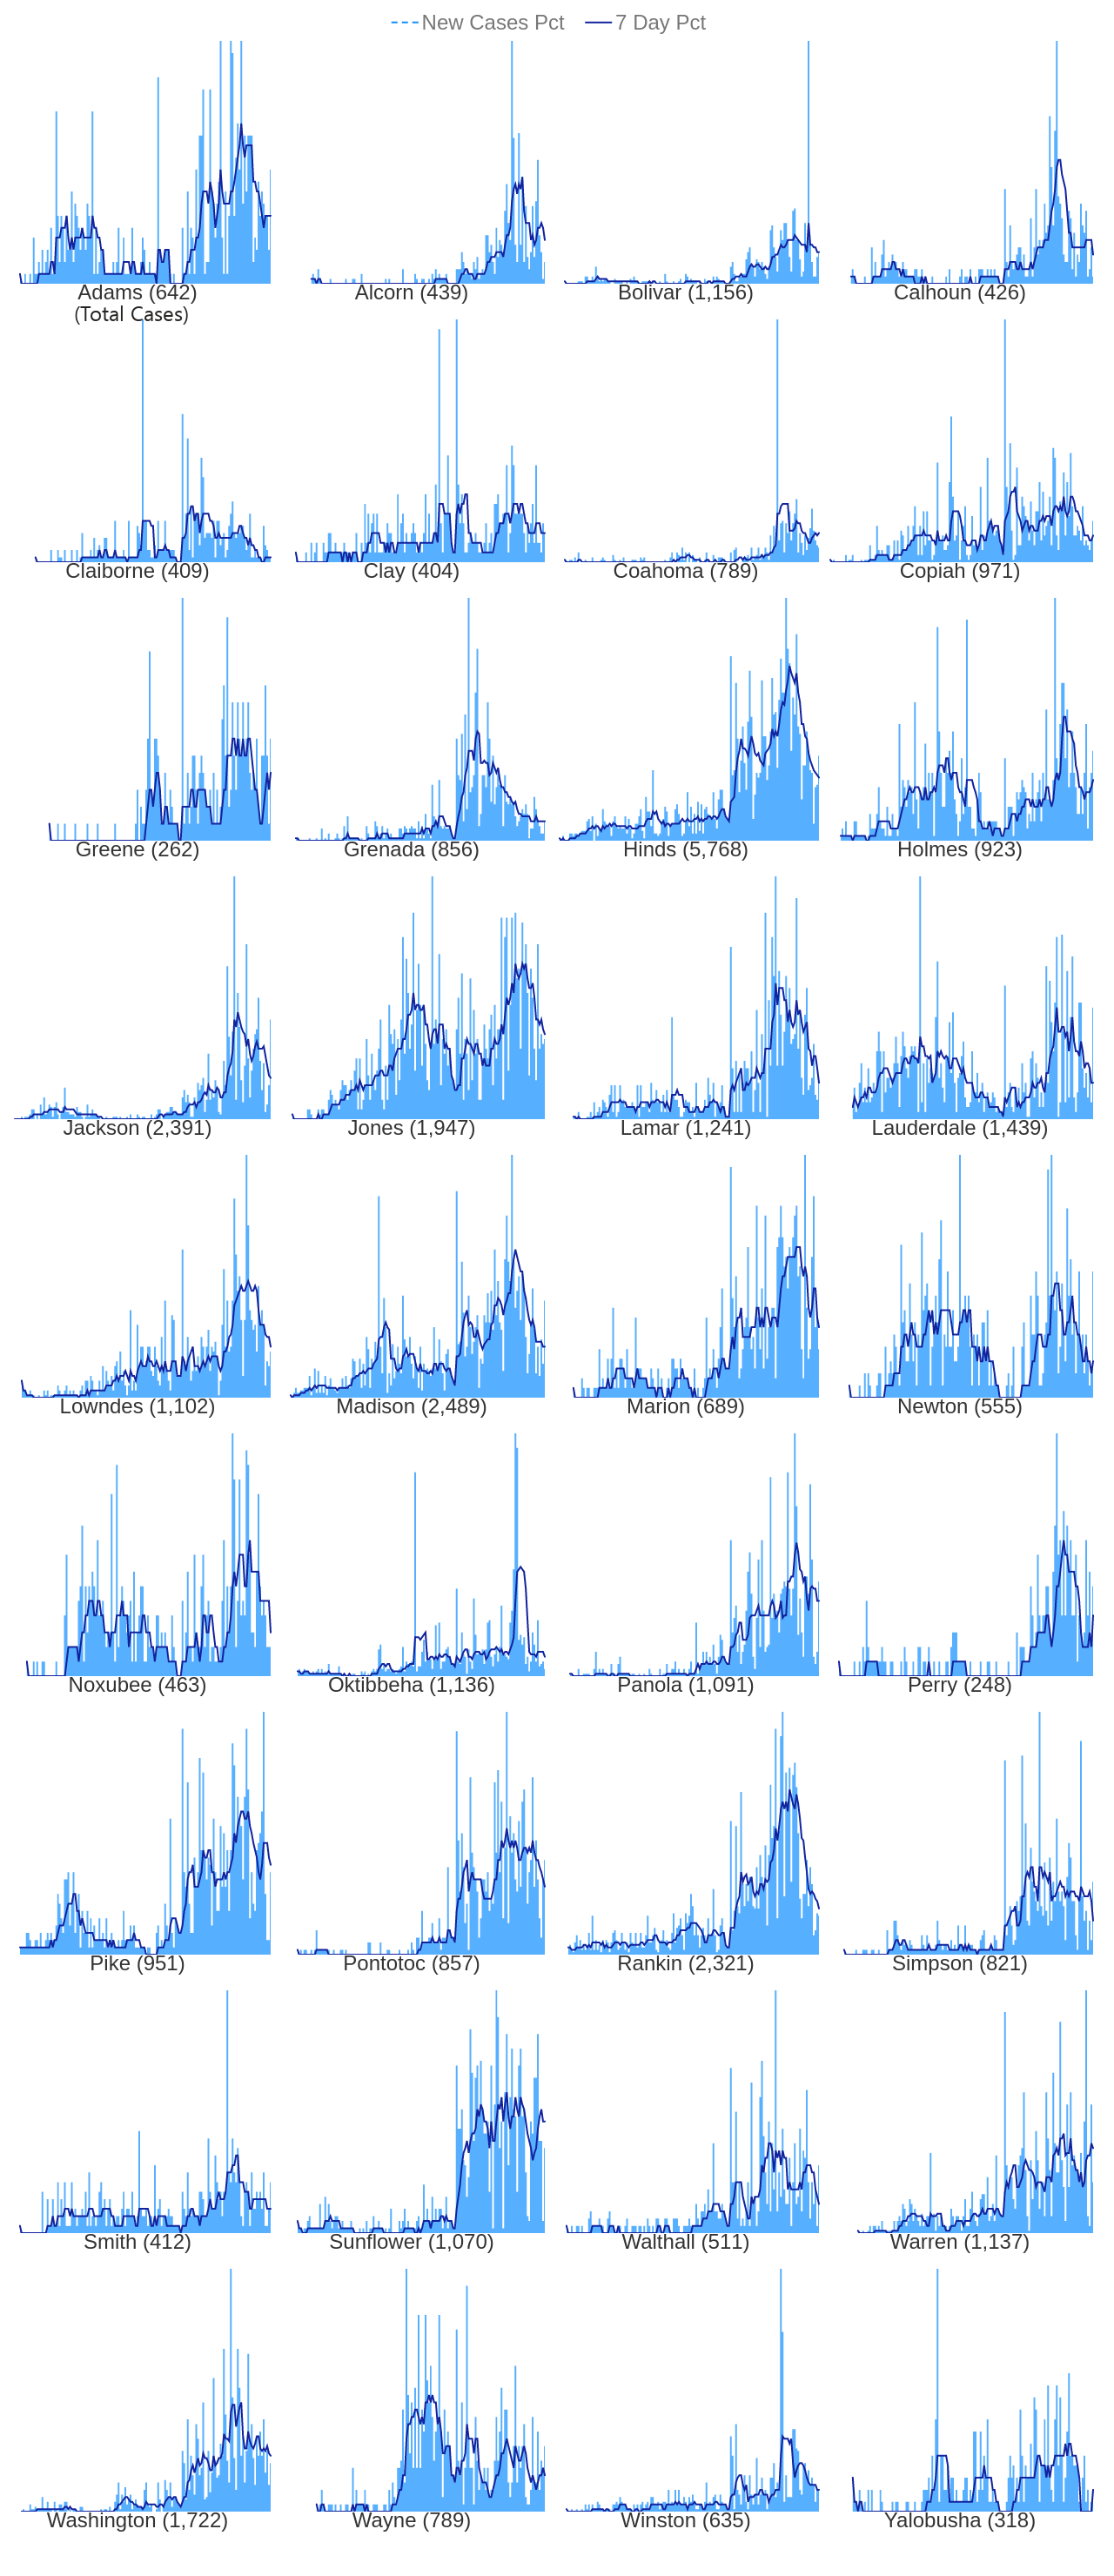 New Cases Pct 7 Day Pct
Adams (642) Alcorn (439) Bolivar (1,156) Calhoun (426)
(Total Cases)
Claiborne (409) Clay (404) Coahoma (789) Copiah (971)
Greene (262) Grenada (856) Hinds (5,768) Holmes (923)
Jackson (2,391) Jones (1,947) Lamar (1,241) Lauderdale (1,439)
Lowndes (1,102) Madison (2,489) Marion (689) Newton (555)
Noxubee (463) Oktibbeha (1,136) Panola (1,091) Perry (248)
Pike (951) Pontotoc (857) Rankin (2,321) Simpson (821)
Smith (412) Sunflower (1,070) Walthall (511) Warren (1,137)
Washington (1,722) Wayne (789) Winston (635) Yalobusha (318)